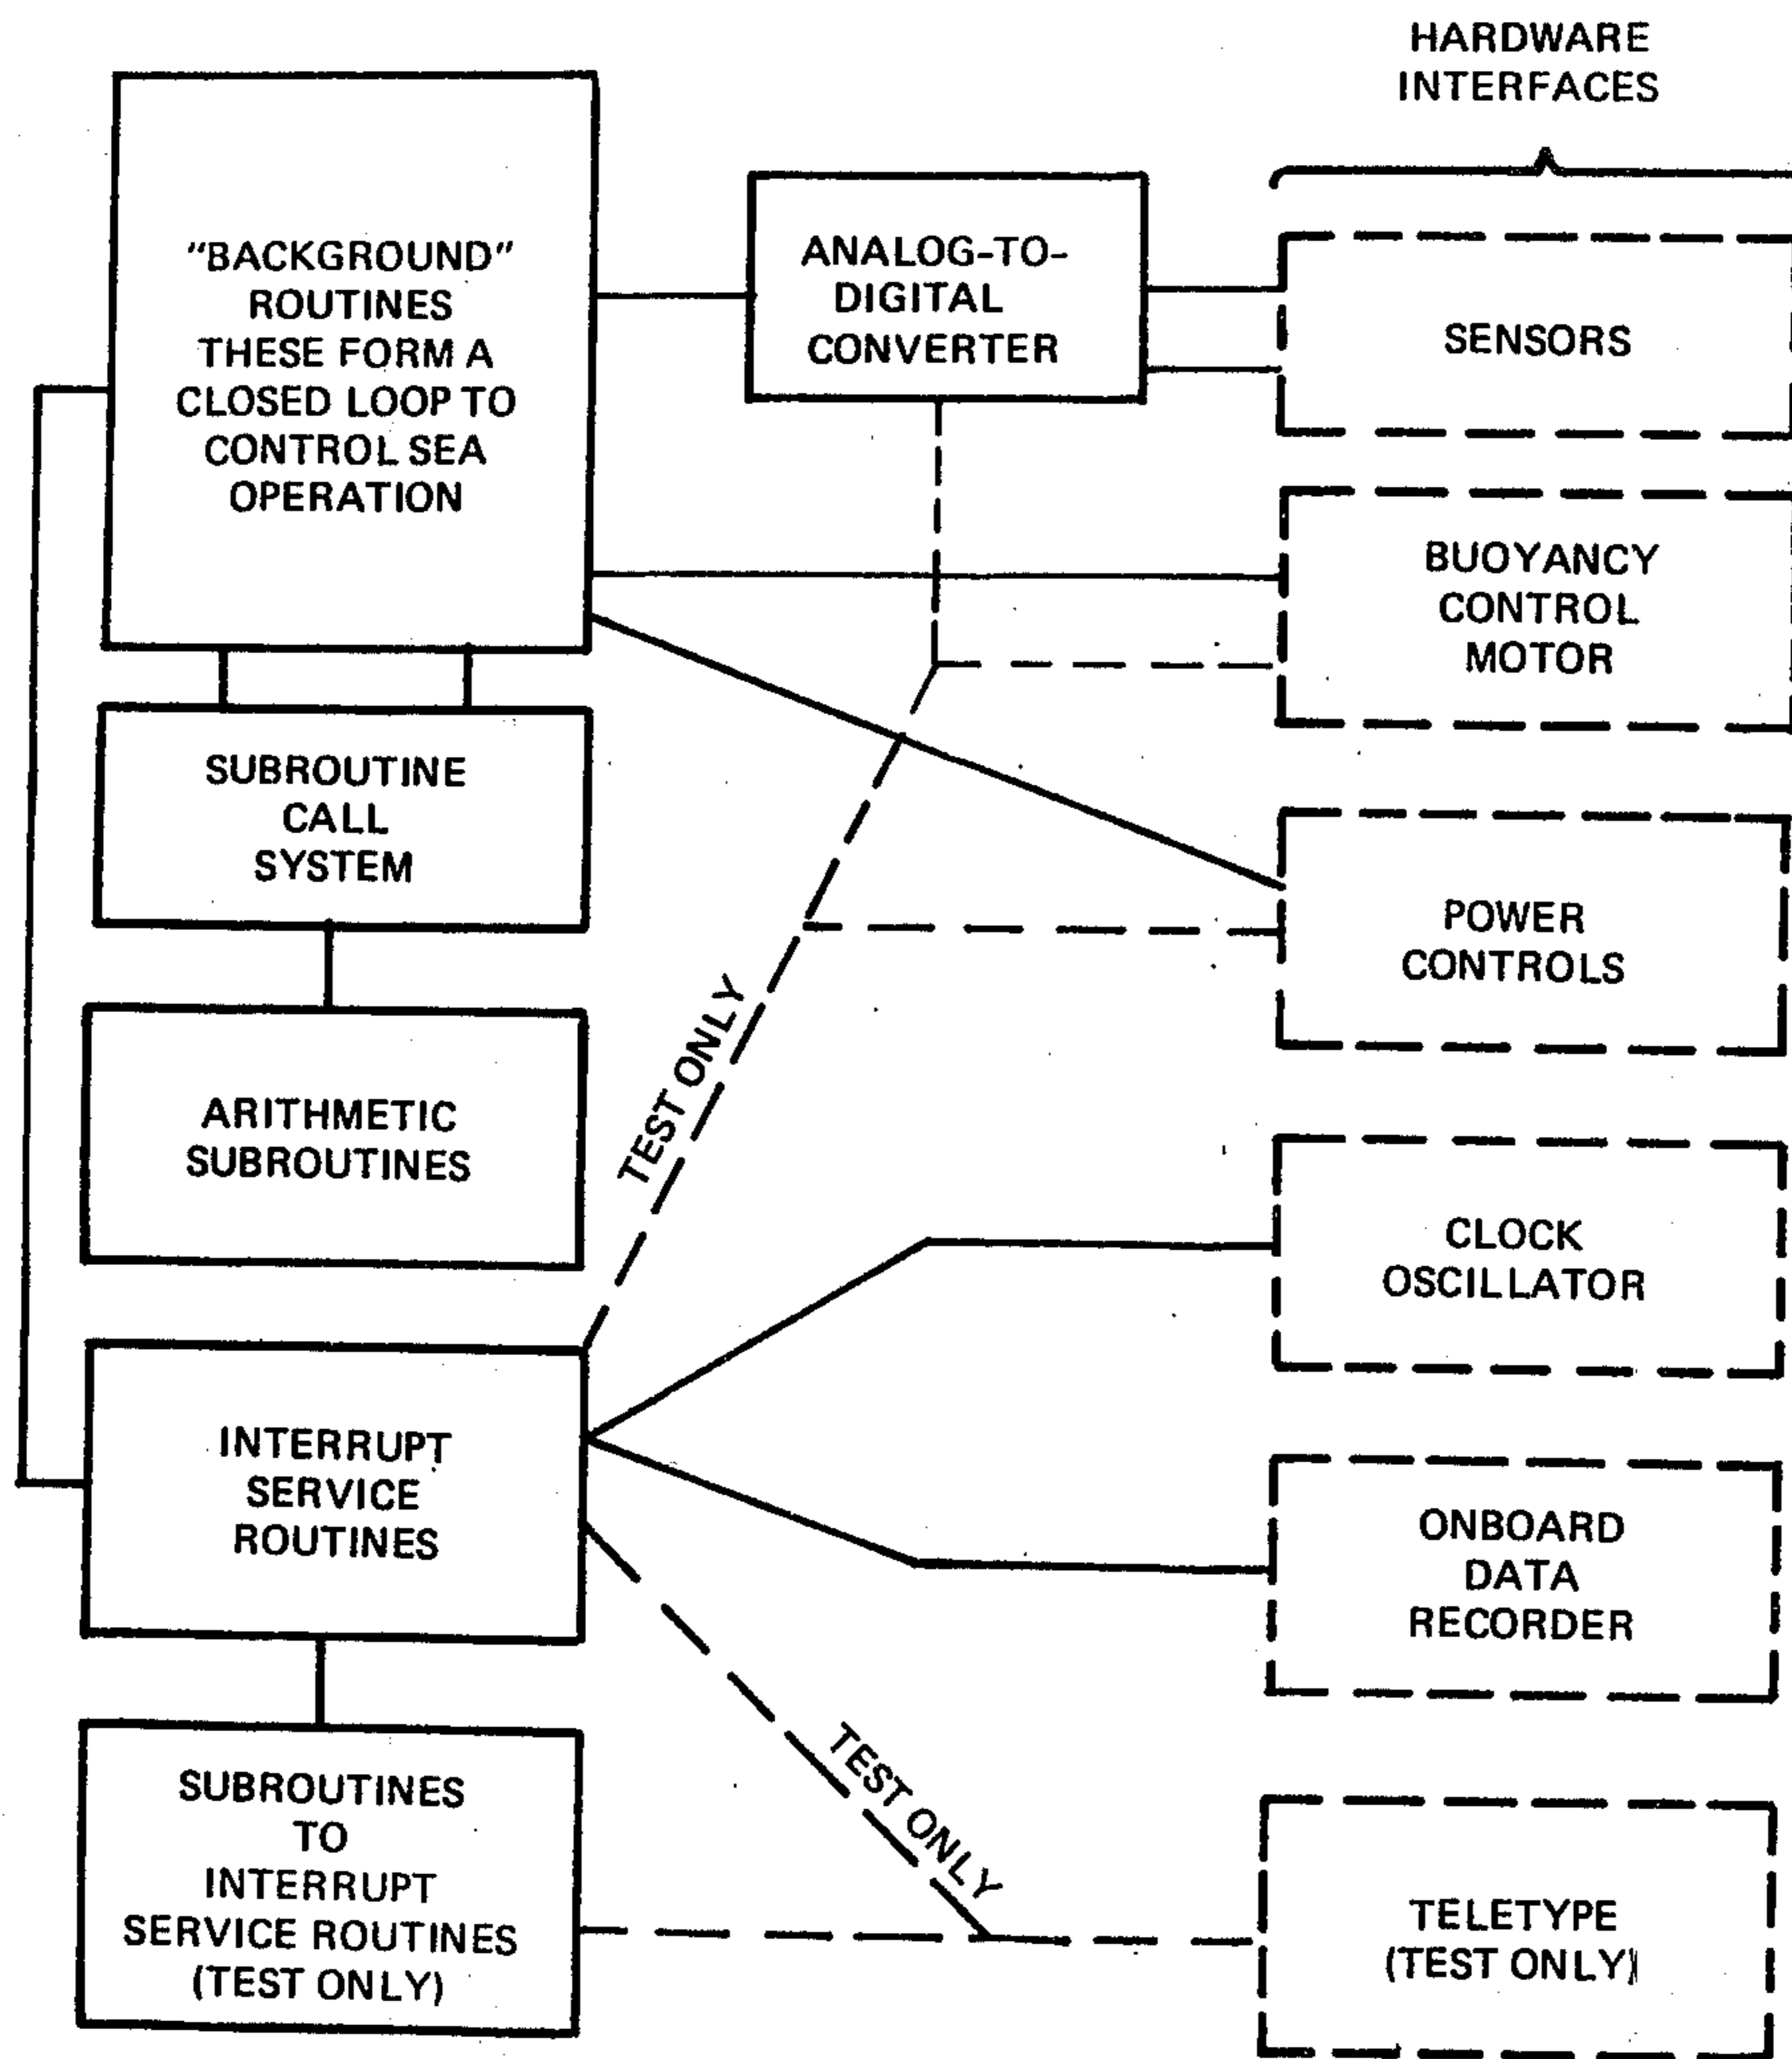 HARDWARE
INTERFACES
"BACKGROUND"
ROUTINES
THESE FORM A
CLOSED LOOP TO
CONTROL SEA
OPERATION
ANALOG-TO-
DIGITAL
CONVERTER
SENSORS
BUOYANCY
CONTROL
MOTOR
SUBROUTINE
CALL
SYSTEM
POWER
CONTROLS
TEST ONLY
ARITHMETIC
SUBROUTINES
CLOCK
OSCILLATOR
INTERRUPT
SERVICE
ROUTINES
ONBOARD
DATA
RECORDER
TEST ONLY
SUBROUTINES
TO
INTERRUPT
SERVICE ROUTINES
(TEST ONLY)
TELETYPE
(TEST ONLY)